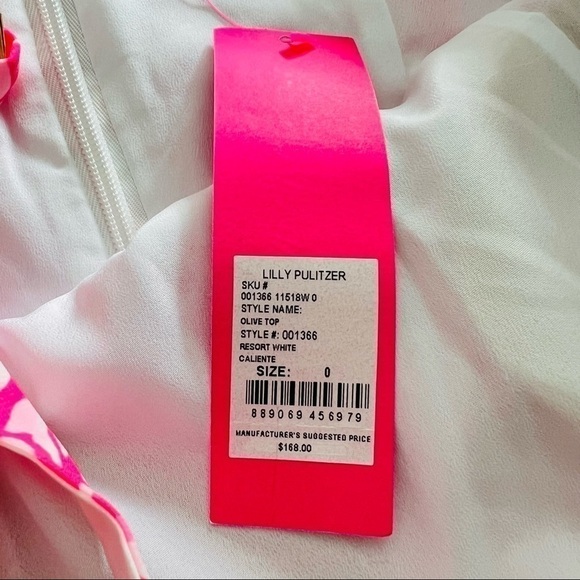 LILLY PULITZER
SKU #
001366 11518W 0
STYLE NAME:
OLIVE TOP
STYLE #: 001366
RESORT WHITE
CALIENTE
SIZE: 0
889069 456979
MANUFACTURER'S SUGGESTED PRICE
$168.00